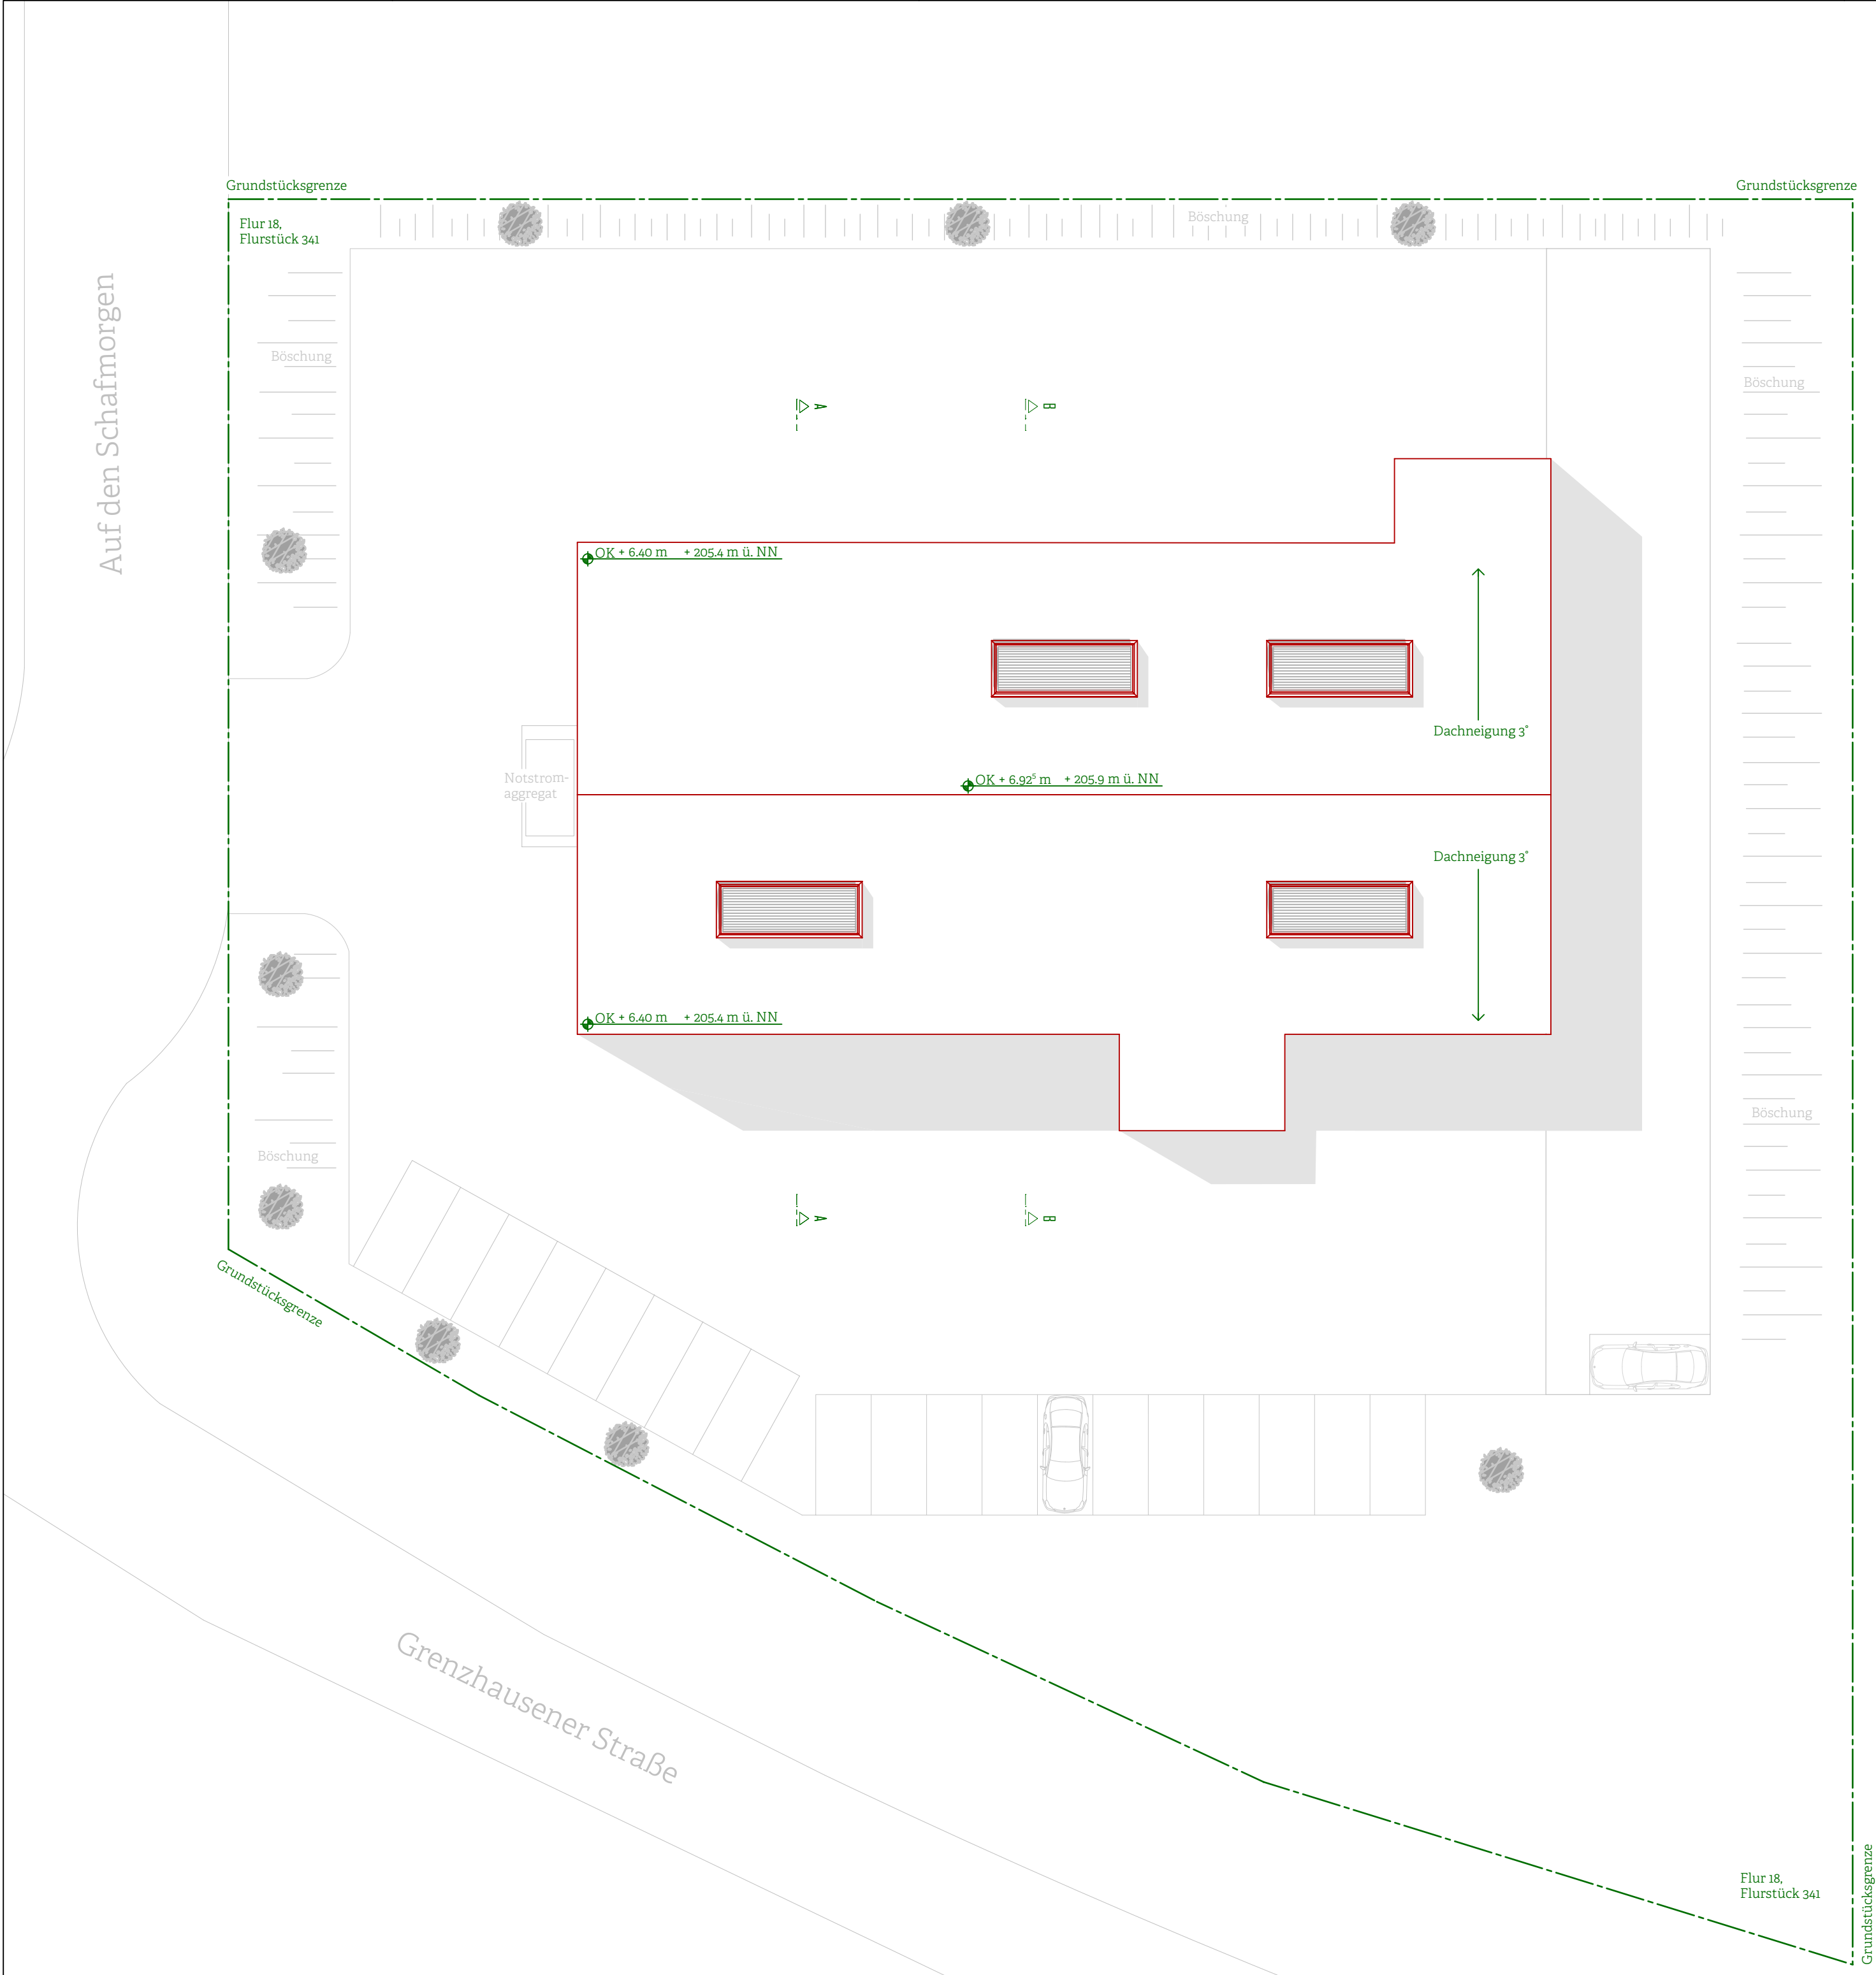 Grundstücksgrenze
Grundstücksgrenze
Flur 18,
Flurstück 341
Böschung
Auf den Schafmorgen
Böschung
Böschung
A
B
OK + 6.40 m + 205.4 m ü. NN
Dachneigung 3°
Notstrom-
aggregat
OK + 6.92⁵ m + 205.9 m ü. NN
Dachneigung 3°
OK + 6.40 m + 205.4 m ü. NN
Böschung
Böschung
A
B
Grundstücksgrenze
Grenzhausener Straße
Flur 18,
Flurstück 341
Grundstücksgrenze